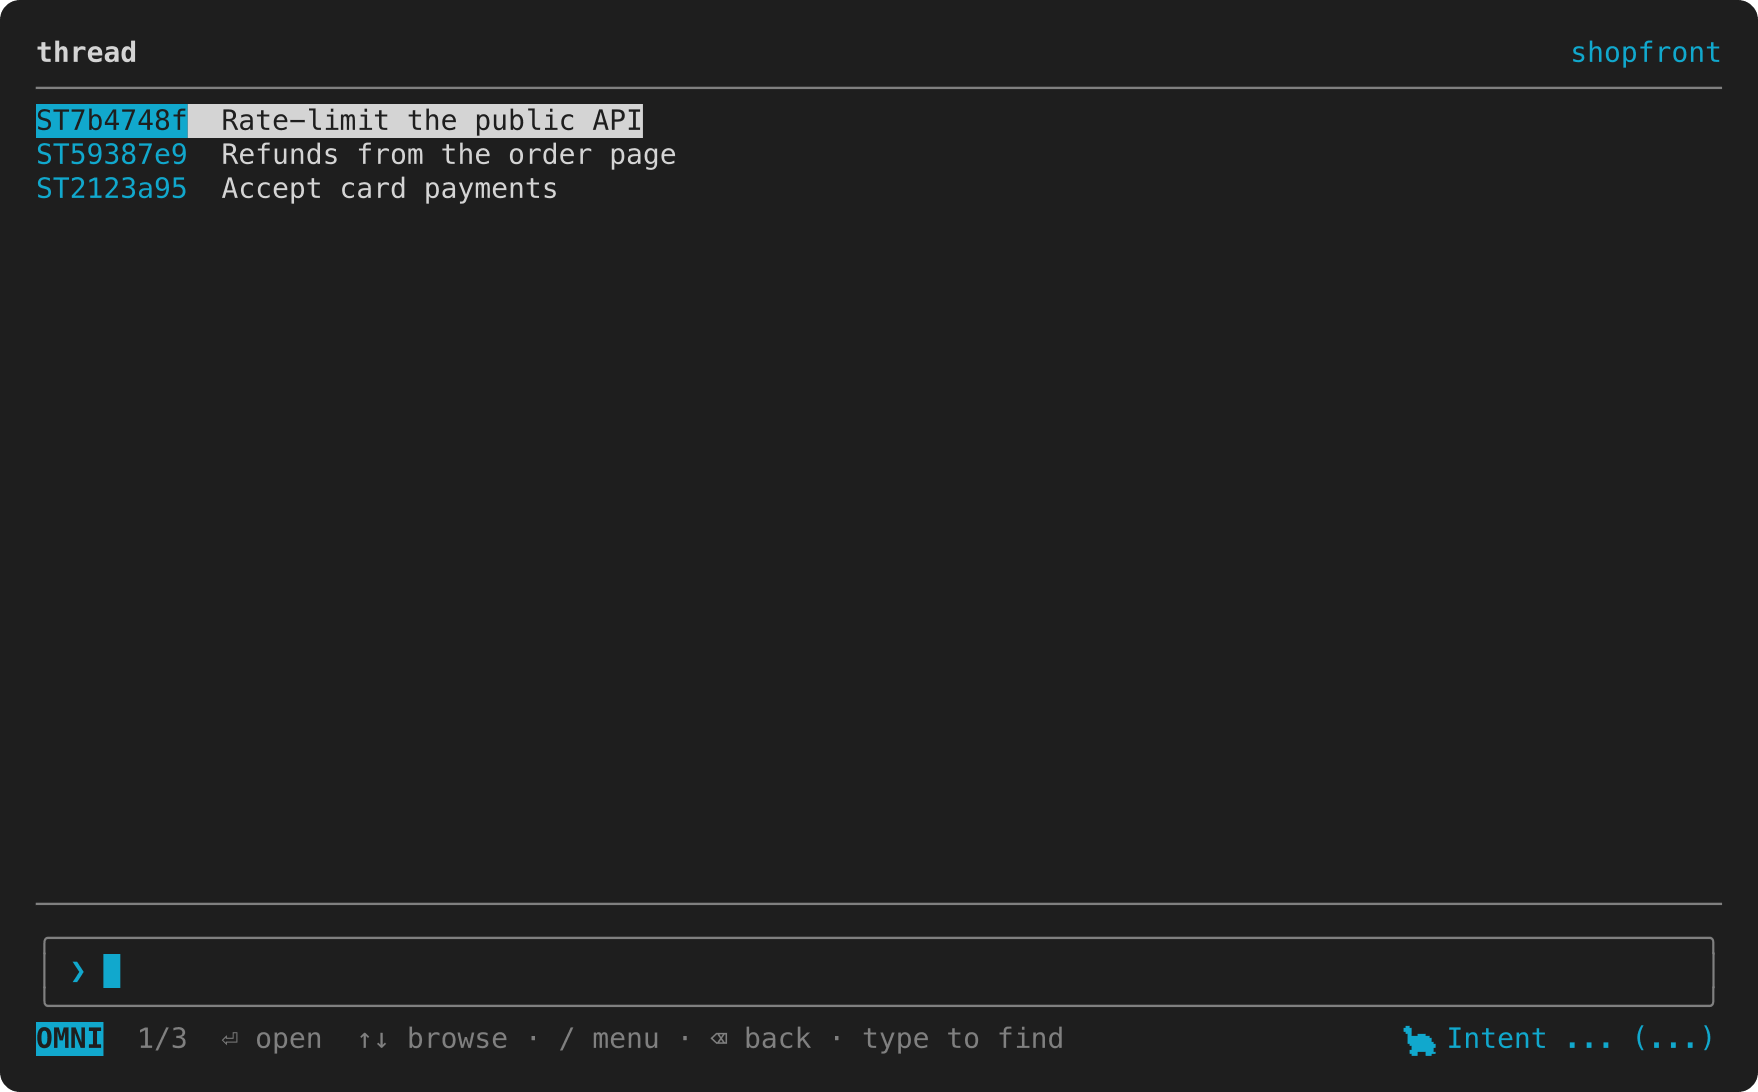 thread shopfront
ST7b4748f Rate-limit the public API
ST59387e9 Refunds from the order page
ST2123a95 Accept card payments
❯
OMNI 1/3 ⏎ open ↑↓ browse · / menu · ⌫ back · type to find Intent ... (...)